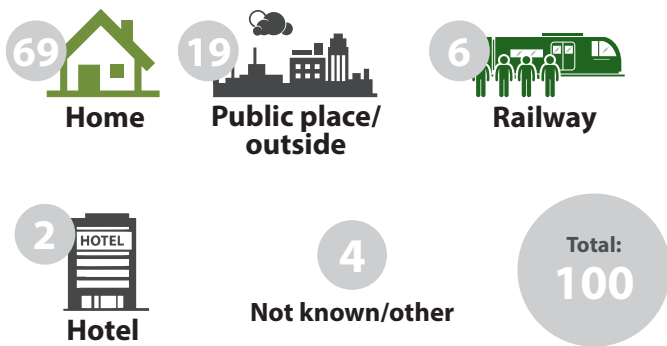 69
Home
19
Public place/
outside
6
Railway
2
HOTEL
Hotel
4
Not known/other
Total:
100